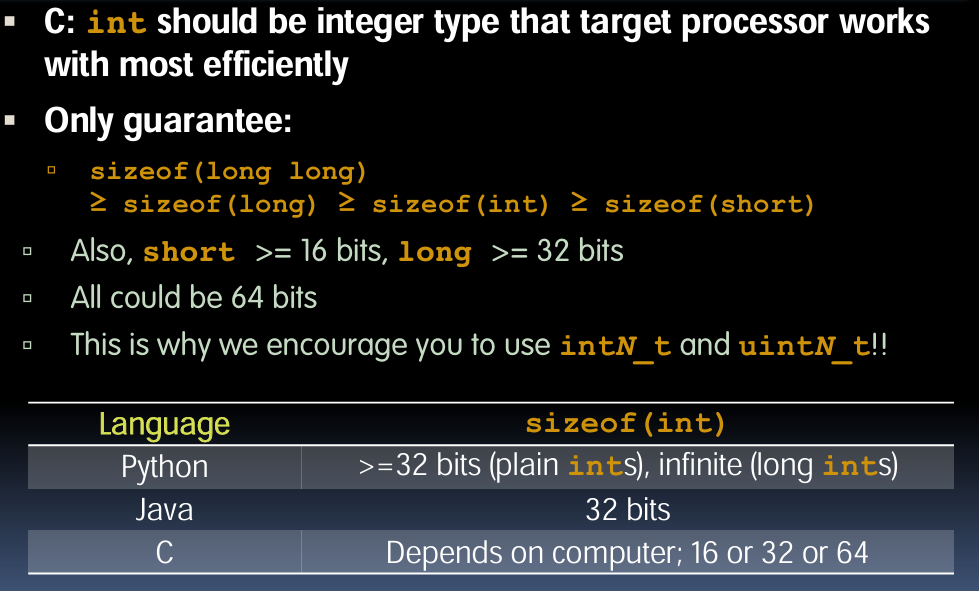 ▪ C: int should be integer type that target processor works
with most efficiently
▪ Only guarantee:
▫ sizeof(long long)
≥ sizeof(long) ≥ sizeof(int) ≥ sizeof(short)
▫ Also, short >= 16 bits, long >= 32 bits
▫ All could be 64 bits
▫ This is why we encourage you to use intN_t and uintN_t!!
Language sizeof(int)
Python >=32 bits (plain ints), infinite (long ints)
Java 32 bits
C Depends on computer; 16 or 32 or 64